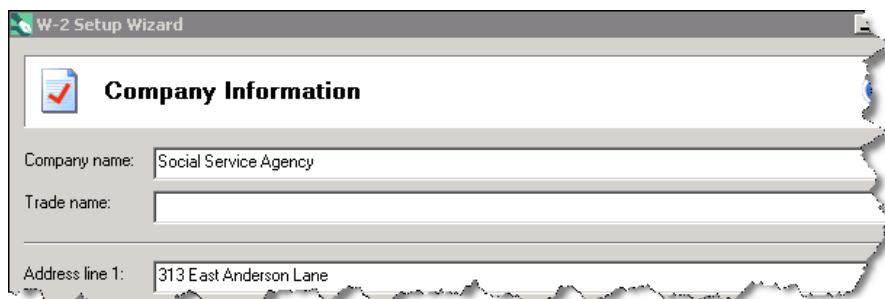 W-2 Setup Wizard
Company Information
Company name: Social Service Agency
Trade name:
Address line 1: 313 East Anderson Lane